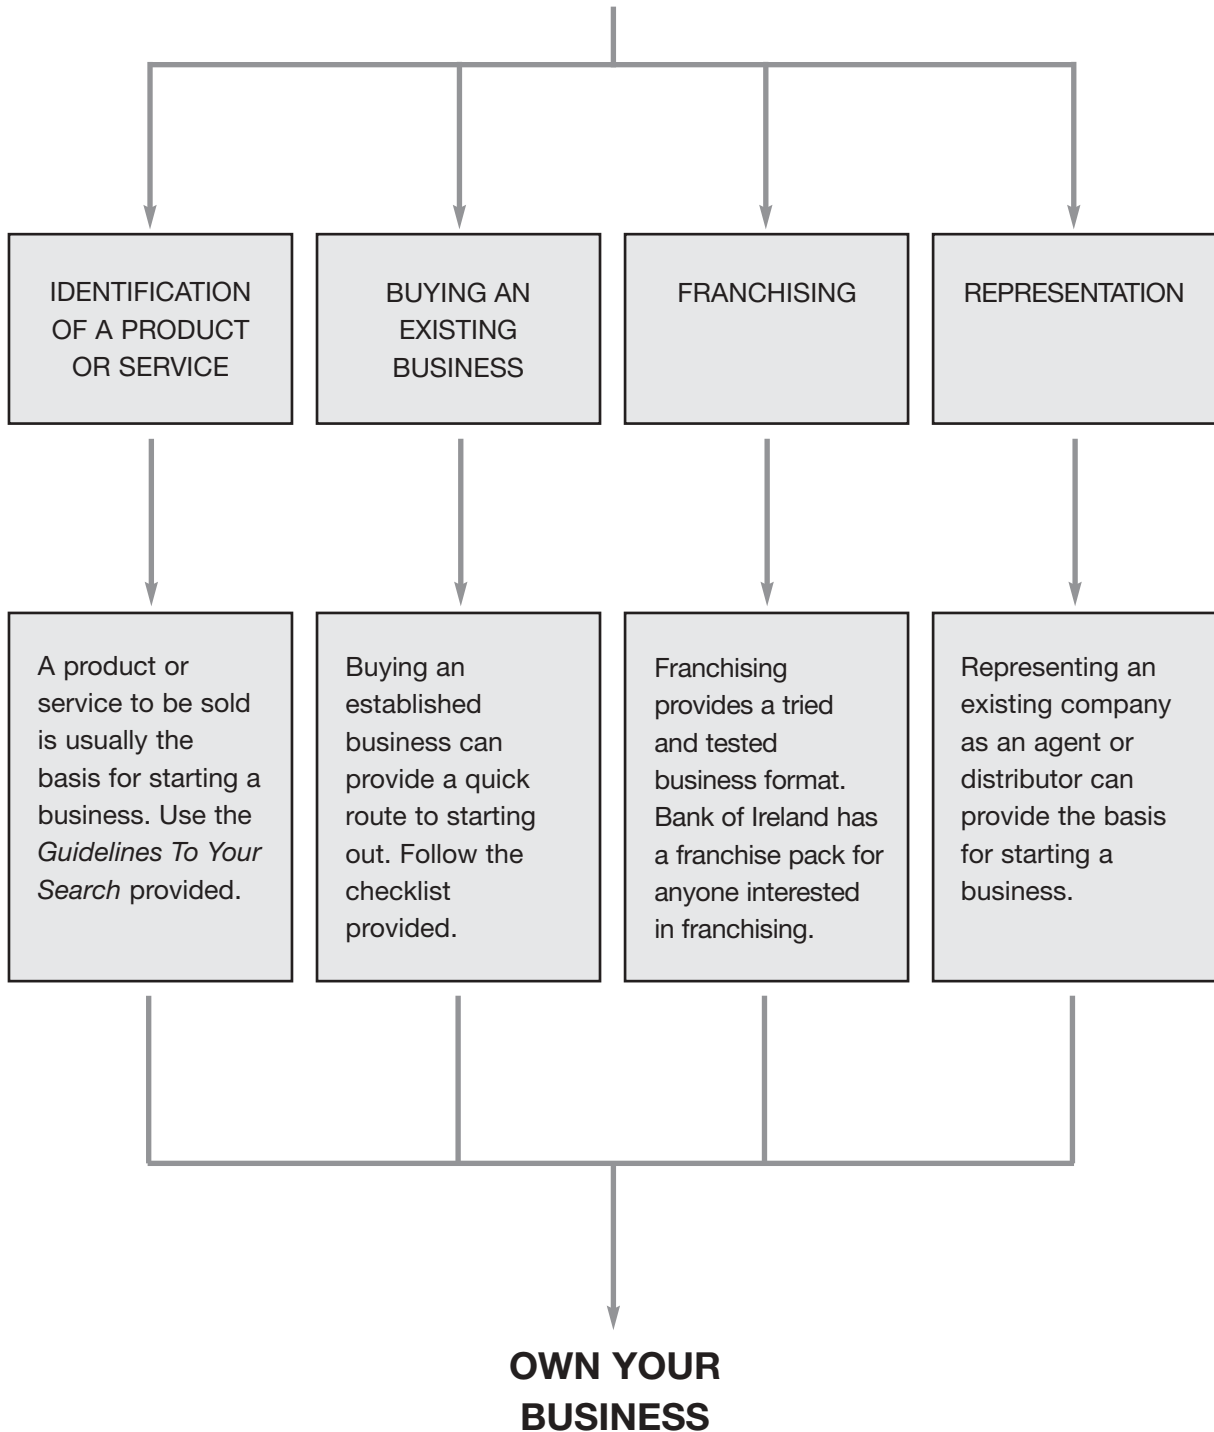 IDENTIFICATION
OF A PRODUCT
OR SERVICE
BUYING AN
EXISTING
BUSINESS
FRANCHISING
REPRESENTATION
A product or
service to be sold
is usually the
basis for starting a
business. Use the
Guidelines To Your
Search provided.
Buying an
established
business can
provide a quick
route to starting
out. Follow the
checklist
provided.
Franchising
provides a tried
and tested
business format.
Bank of Ireland has
a franchise pack for
anyone interested
in franchising.
Representing an
existing company
as an agent or
distributor can
provide the basis
for starting a
business.
OWN YOUR
BUSINESS